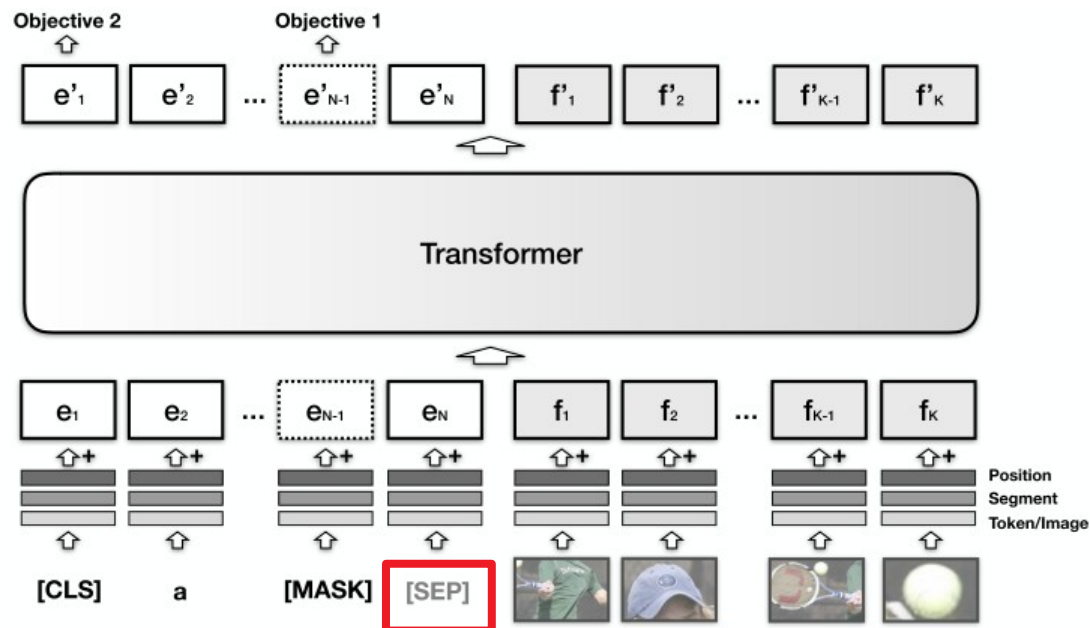 Objective 2 Objective 1
e'1 e'2 ... e'N-1 e'N f'1 f'2 ... f'K-1 f'K
Transformer
e1 e2 ... eN-1 eN f1 f2 ... fK-1 fK
+ + + + + + + +
Position
Segment
Token/Image
[CLS] a [MASK] [SEP]